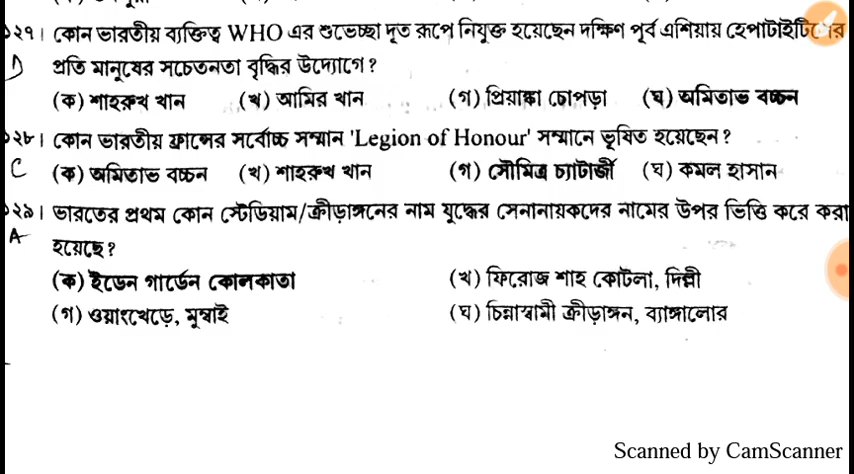 ১২৭। কোন ভারতীয় ব্যক্তিত্ব WHO এর শুভেচ্ছা দূত রূপে নিযুক্ত হয়েছেন দক্ষিণ পূর্ব এশিয়ায় হেপাটাইটিসের
D প্রতি মানুষের সচেতনতা বৃদ্ধির উদ্যোগে?
(ক) শাহরুখ খান (খ) আমির খান (গ) প্রিয়াঙ্কা চোপড়া (ঘ) অমিতাভ বচ্চন
১২৮। কোন ভারতীয় ফ্রান্সের সর্বোচ্চ সম্মান 'Legion of Honour' সম্মানে ভূষিত হয়েছেন?
C (ক) অমিতাভ বচ্চন (খ) শাহরুখ খান (গ) সৌমিত্র চ্যাটার্জী (ঘ) কমল হাসান
১২৯। ভারতের প্রথম কোন স্টেডিয়াম/ক্রীড়াঙ্গনের নাম যুদ্ধের সেনানায়কদের নামের উপর ভিত্তি করে করা
A হয়েছে?
(ক) ইডেন গার্ডেন কোলকাতা (খ) ফিরোজ শাহ কোটলা, দিল্লী
(গ) ওয়াংখেড়ে, মুম্বাই (ঘ) চিন্নাস্বামী ক্রীড়াঙ্গন, ব্যাঙ্গালোর
Scanned by CamScanner